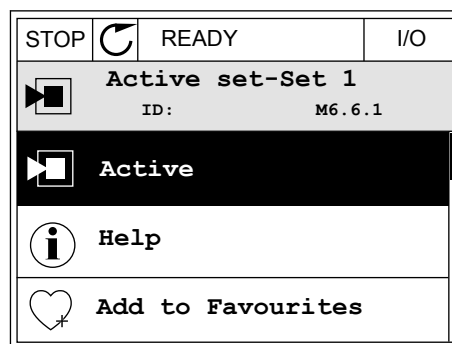 STOP READY I/O
Active set-Set 1
ID: M6.6.1
Active
Help
Add to Favourites